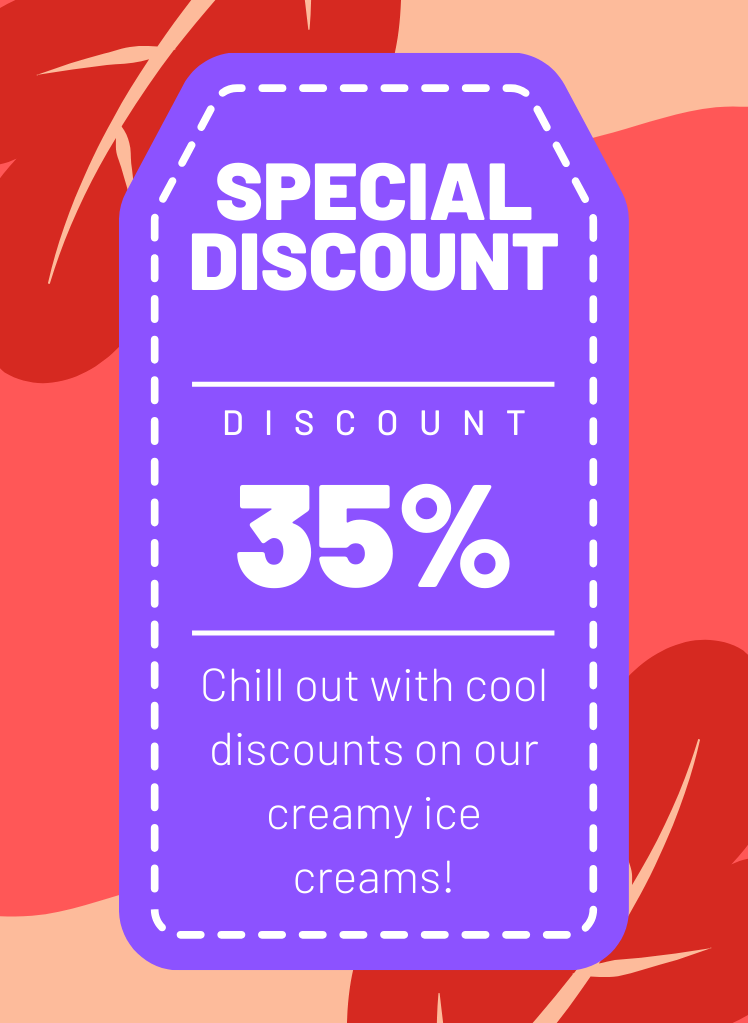 SPECIAL
DISCOUNT
DISCOUNT
35%
Chill out with cool
discounts on our
creamy ice
creams!